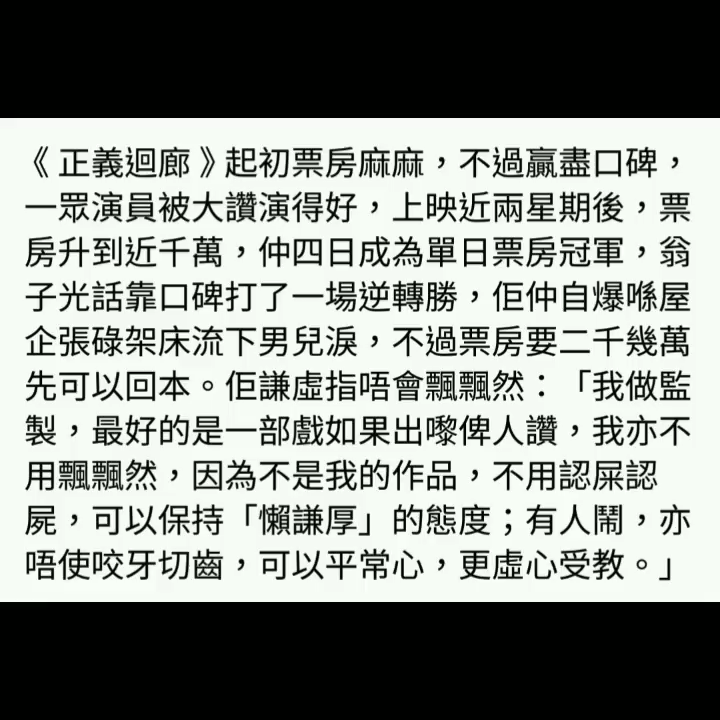 《正義迴廊》起初票房麻麻，不過贏盡口碑，
一眾演員被大讚演得好，上映近兩星期後，票
房升到近千萬，仲四日成為單日票房冠軍，翁
子光話靠口碑打了一場逆轉勝，佢仲自爆喺屋
企張碌架床流下男兒淚，不過票房要二千幾萬
先可以回本。佢謙虛指唔會飄飄然：「我做監
製，最好的是一部戲如果出嚟俾人讚，我亦不
用飄飄然，因為不是我的作品，不用認屎認
屍，可以保持「懶謙厚」的態度；有人鬧，亦
唔使咬牙切齒，可以平常心，更虛心受教。」